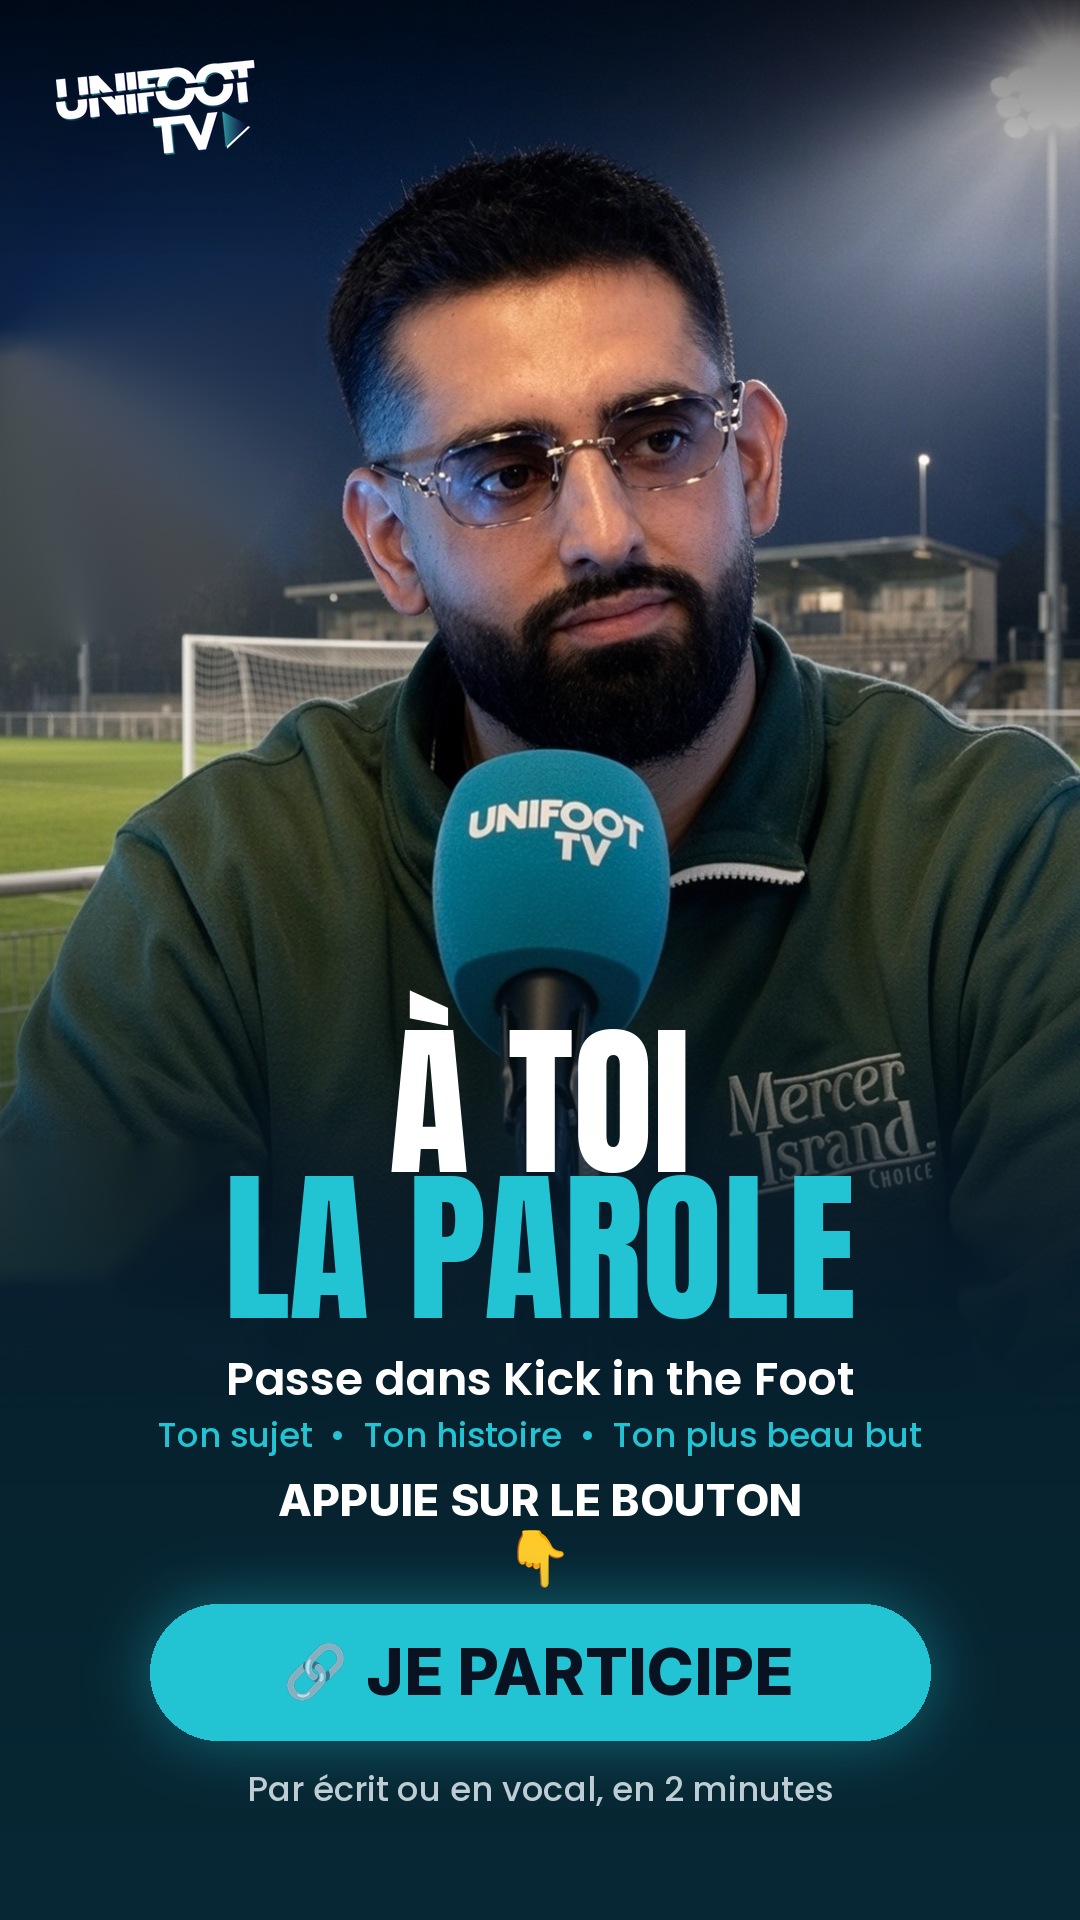 UNIFOOT
TV
UNIFOOT
TV
À TOI
Mercer
Island
CHOICE
LA PAROLE
Passe dans Kick in the Foot
Ton sujet • Ton histoire • Ton plus beau but
APPUIE SUR LE BOUTON
👇
🔗 JE PARTICIPE
Par écrit ou en vocal, en 2 minutes